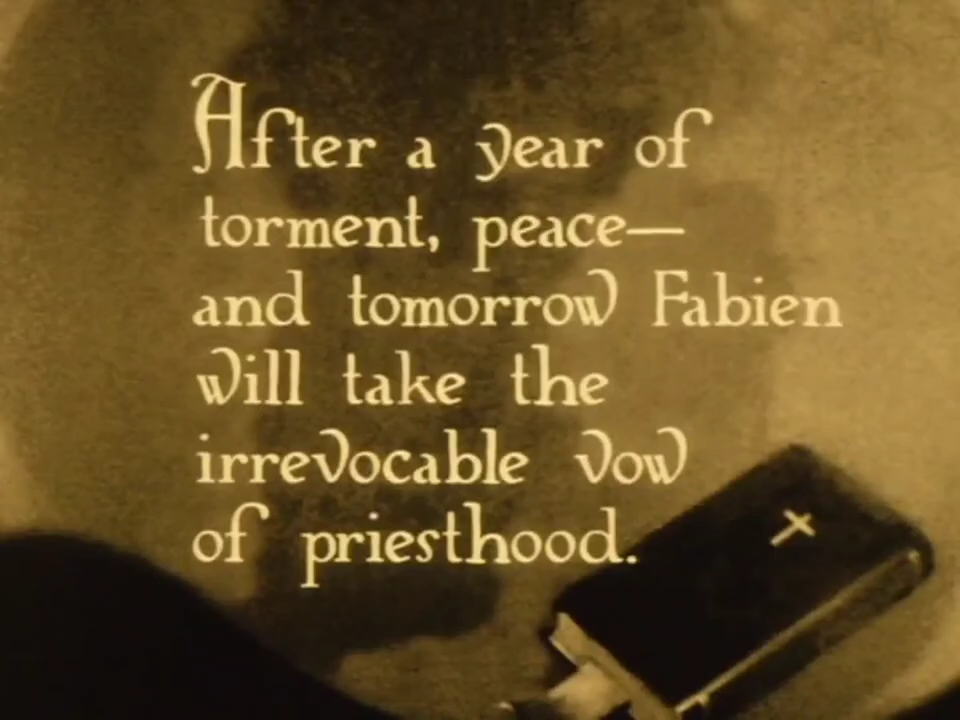 After a year of
torment, peace—
and tomorrow Fabien
will take the
irrevocable vow
of priesthood.